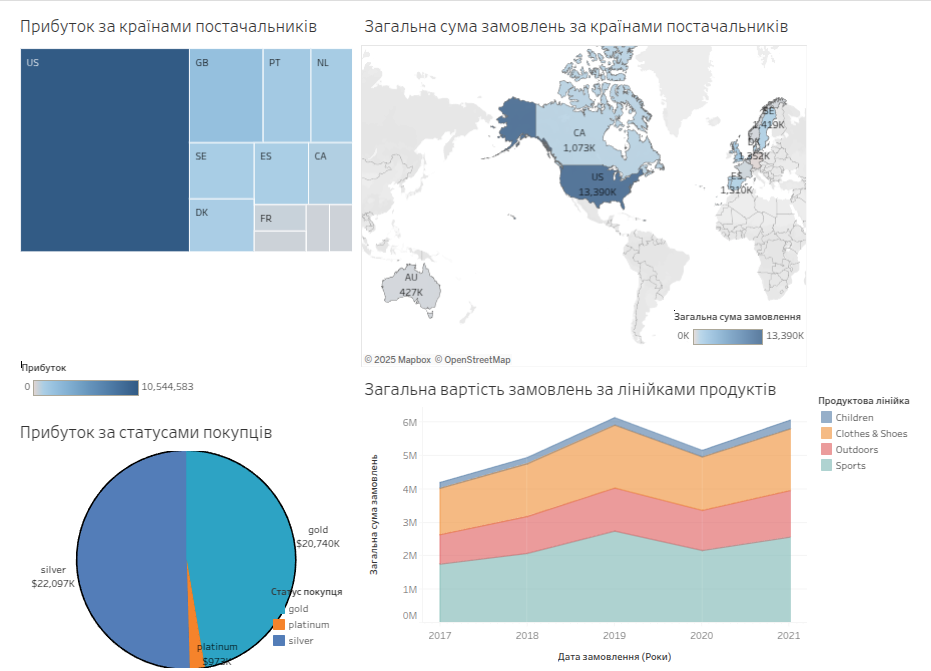 Прибуток за країнами постачальників
US
GB
PT
NL
SE
ES
CA
DK
FR
Прибуток
0
10,544,583
Загальна сума замовлень за країнами постачальників
CA
1,073K
US
13,390K
AU
427K
SE
1,419K
DK
1,352K
ES
1,310K
Загальна сума замовлення
0K
13,390K
© 2025 Mapbox © OpenStreetMap
Прибуток за статусами покупців
gold
$20,740K
silver
$22,097K
platinum
$973K
Статус покупця
gold
platinum
silver
Загальна вартість замовлень за лінійками продуктів
Загальна сума замовлень
6M
5M
4M
3M
2M
1M
0M
2017
2018
2019
2020
2021
Дата замовлення (Роки)
Продуктова лінійка
Children
Clothes & Shoes
Outdoors
Sports